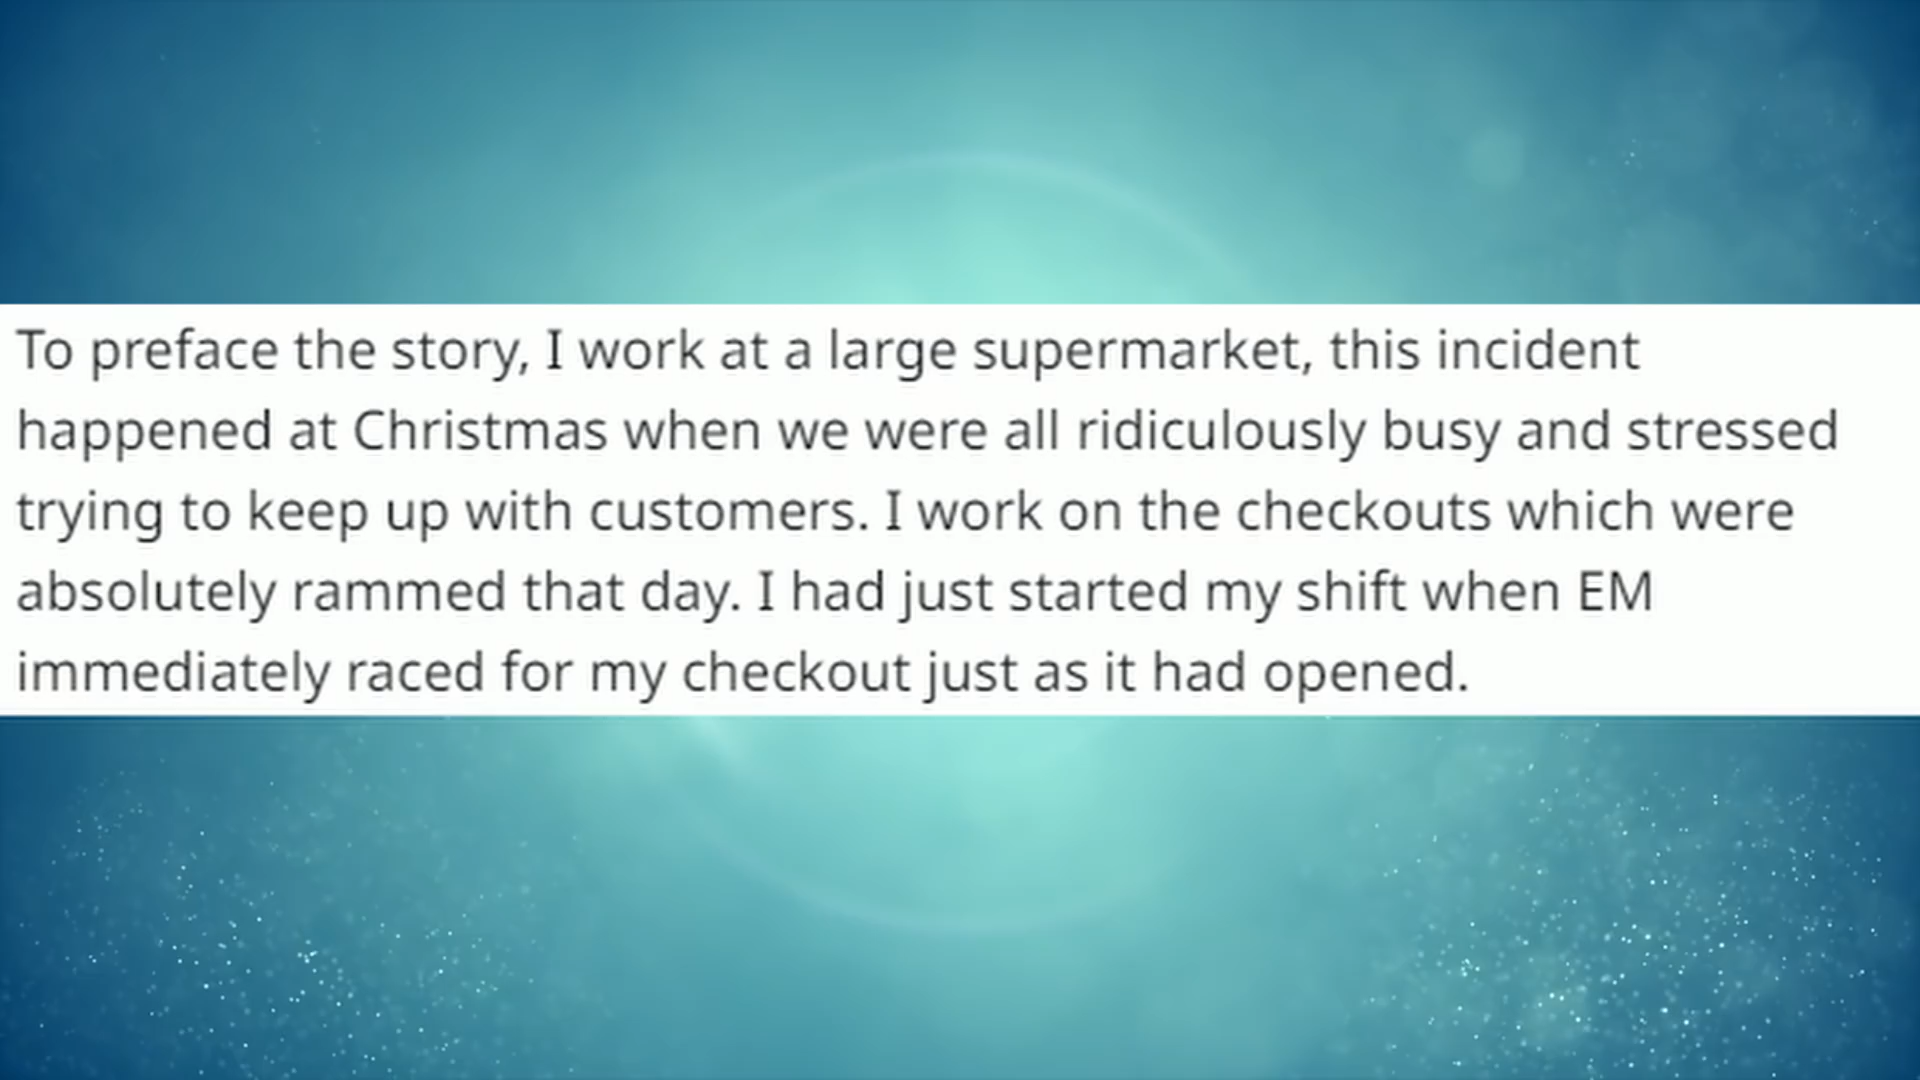 To preface the story, I work at a large supermarket, this incident
happened at Christmas when we were all ridiculously busy and stressed
trying to keep up with customers. I work on the checkouts which were
absolutely rammed that day. I had just started my shift when EM
immediately raced for my checkout just as it had opened.